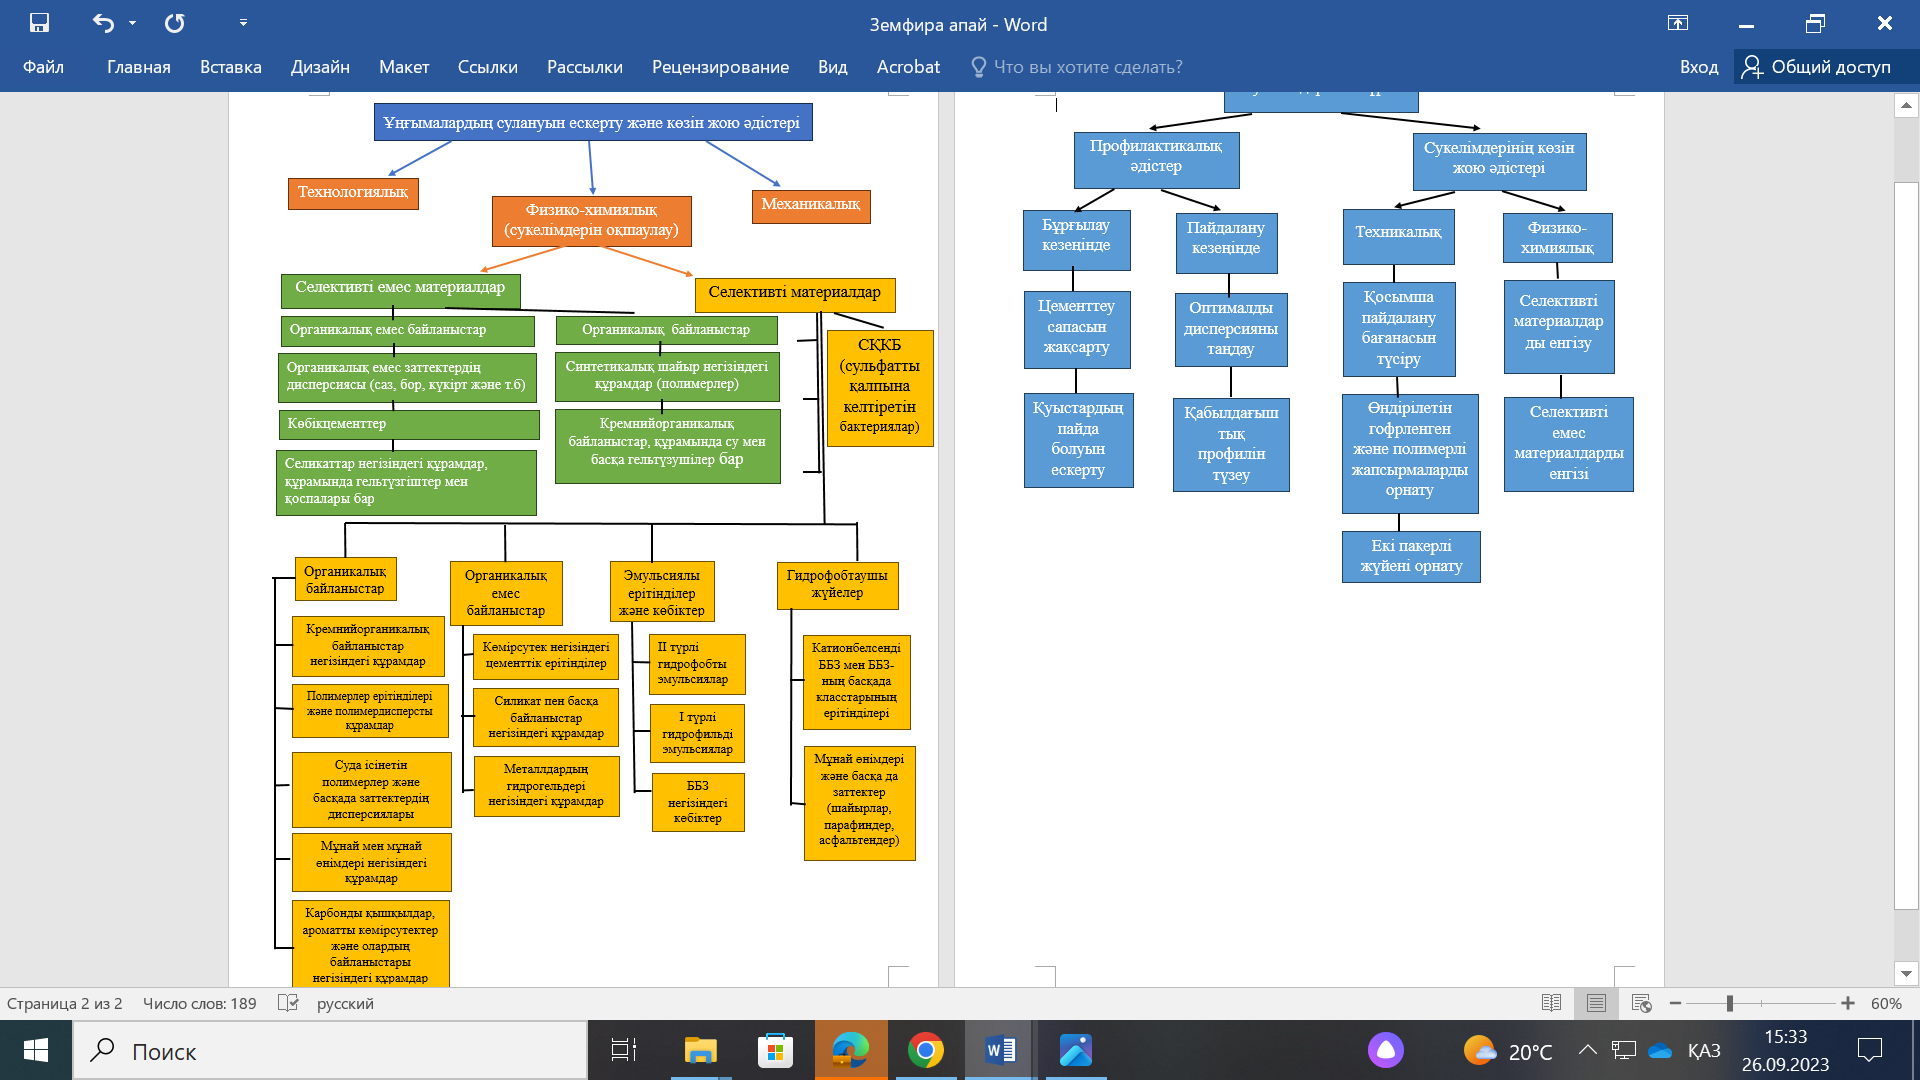 Земфира апай - Word
Файл
Главная
Вставка
Дизайн
Макет
Ссылки
Рассылки
Рецензирование
Вид
Acrobat
Что вы хотите сделать?
Вход
Общий доступ
Ұңғымалардың сулануын ескерту және көзін жою әдістері
Технологиялық
Физико-химиялық
(сукелімдерін оқшаулау)
Механикалық
Селективті емес материалдар
Селективті материалдар
Органикалық емес байланыстар
Органикалық емес заттектердің
дисперсиясы (саз, бор, күкірт және т.б)
Көбікцементтер
Селикаттар негізіндегі құрамдар,
құрамында гельтүзгіштер мен
қоспалары бар
Органикалық байланыстар
Синтетикалық шайыр негізіндегі
құрамдар (полимерлер)
Кремнийорганикалық
байланыстар, құрамында су мен
басқа гельтүзушілер бар
СҚКБ
(сульфатты
қалпына
келтіретін
бактериялар)
Органикалық
байланыстар
Кремнийорганикалық
байланыстар
негізіндегі құрамдар
Полимерлер ерітінділері
және полимердисперсты
құрамдар
Суда ісінетін
полимерлер және
басқада заттектердің
дисперсиялары
Мұнай мен мұнай
өнімдері негізіндегі
құрамдар
Карбонды қышқылдар,
ароматты көмірсутектер
және олардың
байланыстары
негізіндегі құрамдар
Органикалық
емес
байланыстар
Көмірсутек негізіндегі
цементтік ерітінділер
Силикат пен басқа
байланыстар
негізіндегі құрамдар
Металлдардың
гидрогельдері
негізіндегі құрамдар
Эмульсиялы
ерітінділер
және көбіктер
II түрлі
гидрофобты
эмульсиялар
I түрлі
гидрофильді
эмульсиялар
ББЗ
негізіндегі
көбіктер
Гидрофобтаушы
жүйелер
Катионбелсенді
ББЗ мен ББЗ-
ның басқада
класстарының
ерітінділері
Мұнай өнімдері
және басқа да
заттектер
(шайырлар,
парафиндер,
асфальтендер)
Профилактикалық
әдістер
Сукелімдерінің көзін
жою әдістері
Бұрғылау
кезеңінде
Цементтеу
сапасын
жақсарту
Қуыстардың
пайда
болуын
ескерту
Пайдалану
кезеңінде
Оптималды
дисперсияны
таңдау
Қабылдағыш
тық
профилін
түзеу
Техникалық
Қосымша
пайдалану
бағанасын
түсіру
Өндірілетін
гофрленген
және полимерлі
жапсырмаларды
орнату
Екі пакерлі
жүйені орнату
Физико-
химиялық
Селективті
материалдар
ды енгізу
Селективті
емес
материалдарды
енгізі
Страница 2 из 2
Число слов: 189
русский
60%
Поиск
20°C
ҚАЗ
15:33
26.09.2023